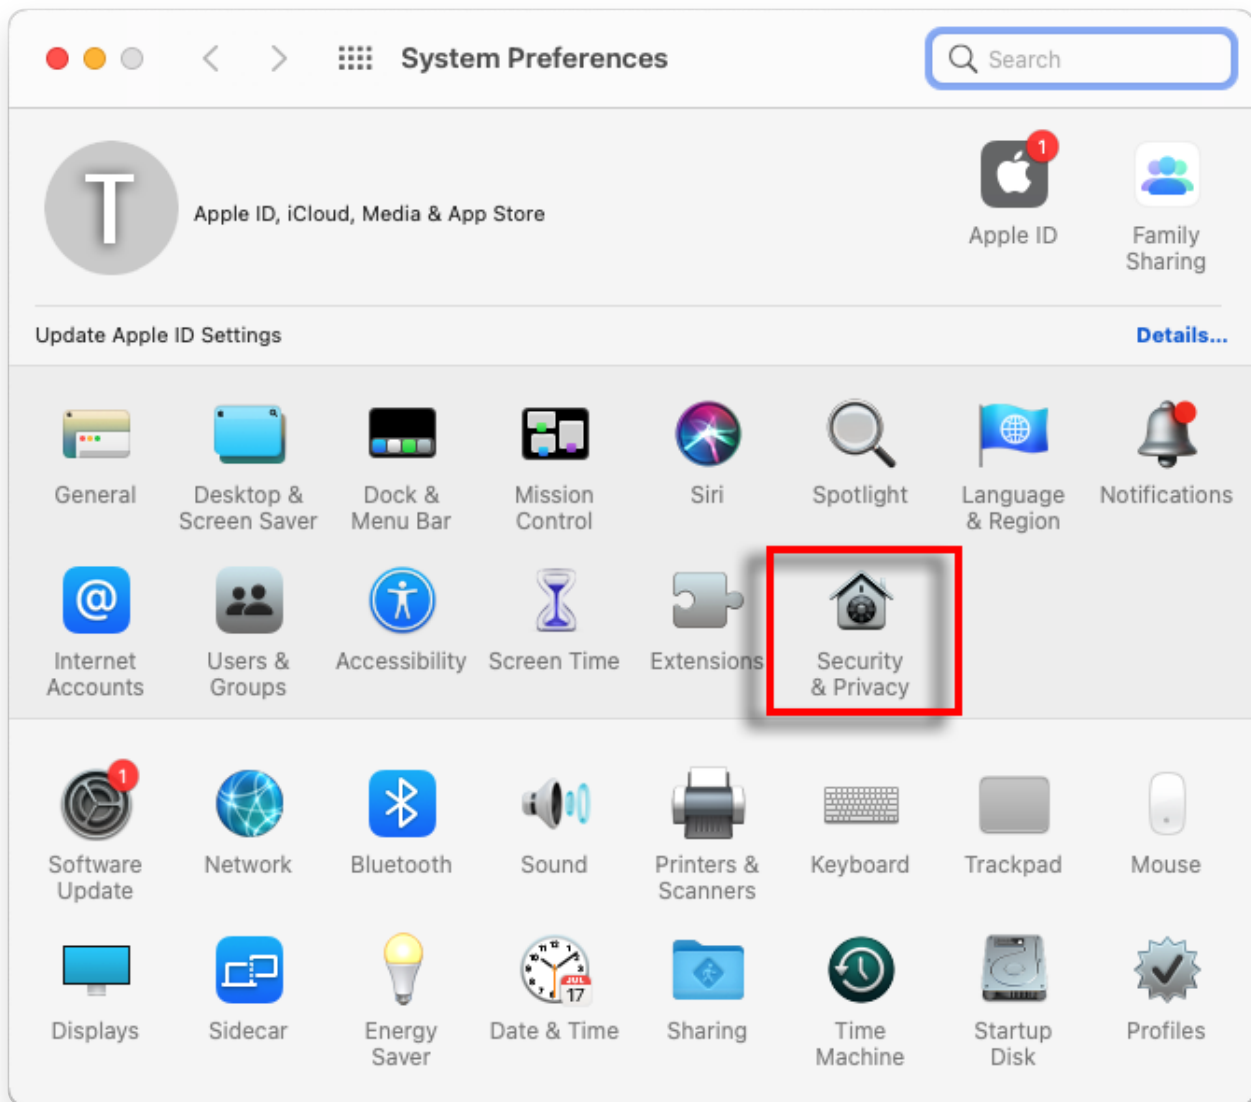 System Preferences
Search
T
Apple ID, iCloud, Media & App Store
1
Apple ID
Family
Sharing
Update Apple ID Settings
Details...
General
Desktop &
Screen Saver
Dock &
Menu Bar
Mission
Control
Siri
Spotlight
Language
& Region
Notifications
@
Internet
Accounts
Users &
Groups
Accessibility
Screen Time
Extensions
Security
& Privacy
1
Software
Update
Network
Bluetooth
Sound
Printers &
Scanners
Keyboard
Trackpad
Mouse
Displays
Sidecar
Energy
Saver
JUL
17
Date & Time
Sharing
Time
Machine
Startup
Disk
Profiles